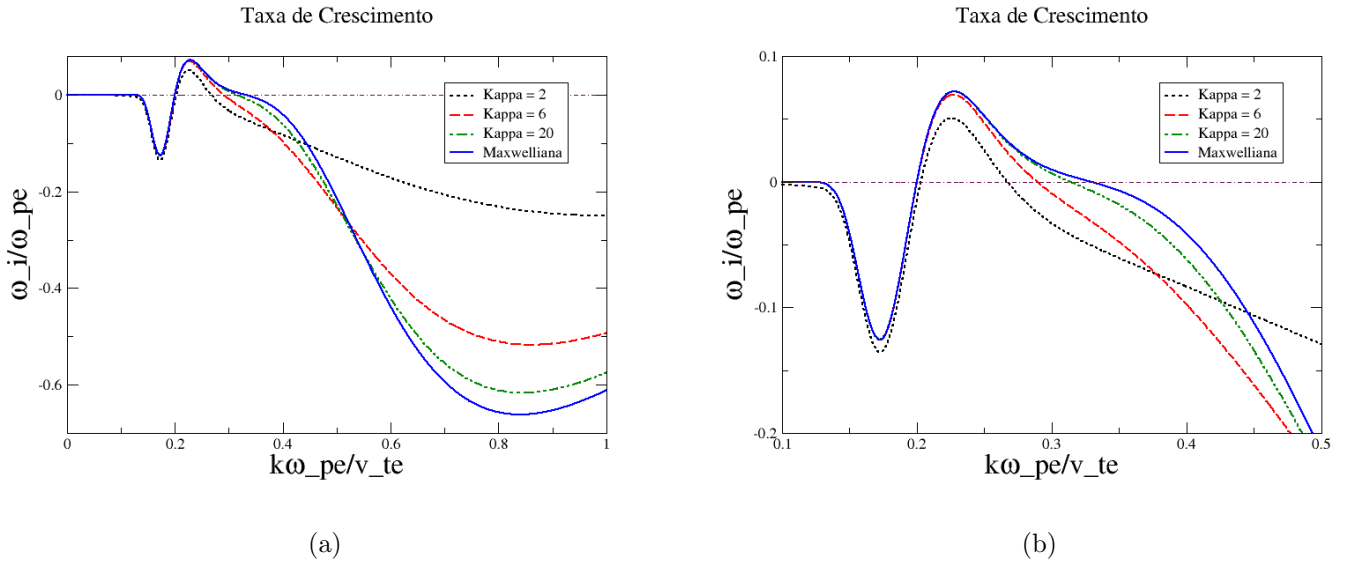 Taxa de Crescimento
0
-0.2
-0.4
-0.6
ω_i/ω_pe
Kappa = 2
Kappa = 6
Kappa = 20
Maxwelliana
0
0.2
0.4
0.6
0.8
1
kω_pe/v_te
(a)
Taxa de Crescimento
0.1
0
-0.1
-0.2
ω_i/ω_pe
Kappa = 2
Kappa = 6
Kappa = 20
Maxwelliana
0.1
0.2
0.3
0.4
0.5
kω_pe/v_te
(b)